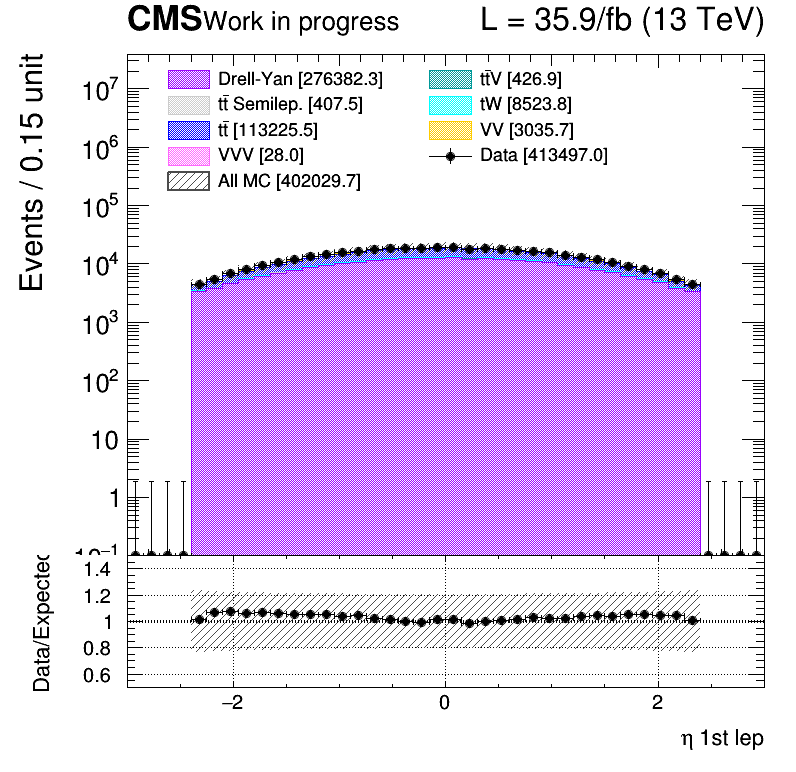 CMS Work in progress L = 35.9/fb (13 TeV)
Events / 0.15 unit
Drell-Yan [276382.3] tt̄V [426.9]
tt̄ Semilep. [407.5] tW [8523.8]
tt̄ [113225.5] VV [3035.7]
VVV [28.0] Data [413497.0]
All MC [402029.7]
10⁷
10⁶
10⁵
10⁴
10³
10²
10
1
10⁻¹
Data/Expected
1.4
1.2
1
0.8
0.6
−2 0 2
η 1st lep